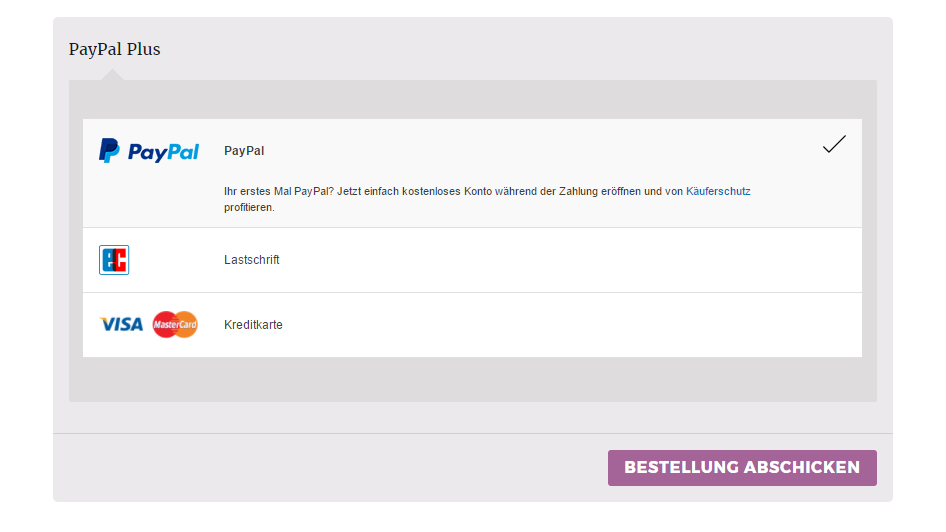 PayPal Plus
PayPal PayPal
Ihr erstes Mal PayPal? Jetzt einfach kostenloses Konto während der Zahlung eröffnen und von Käuferschutz
profitieren.
ec Lastschrift
VISA MasterCard Kreditkarte
BESTELLUNG ABSCHICKEN